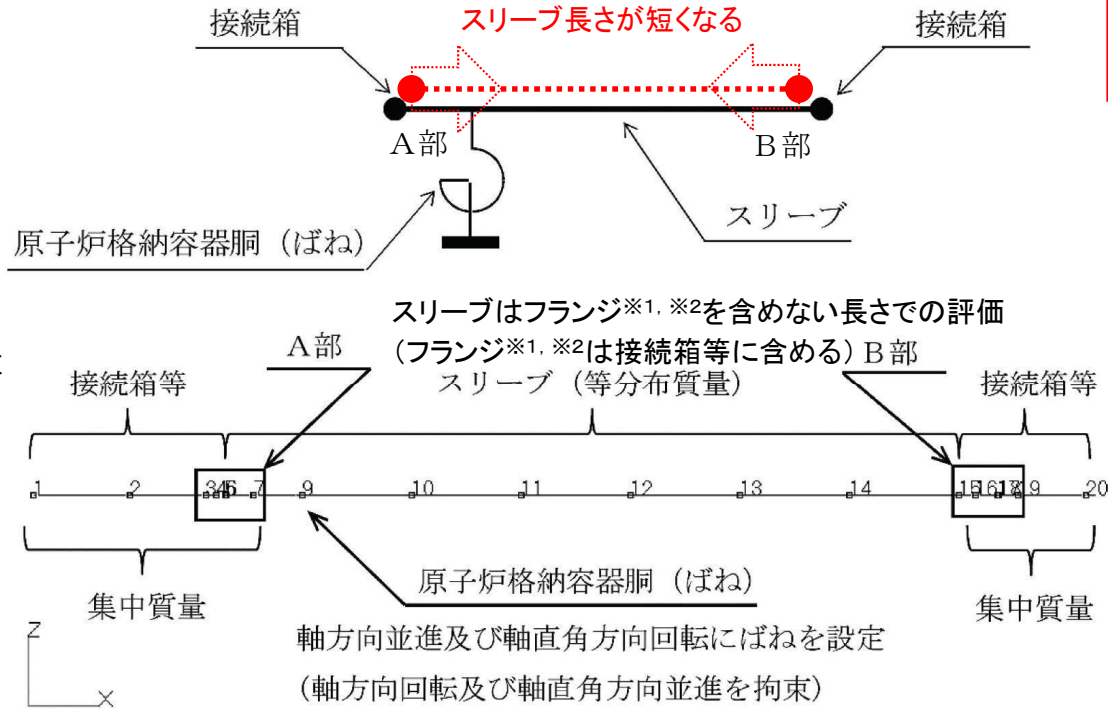 接続箱
スリーブ長さが短くなる
接続箱
A部
B部
原子炉格納容器胴（ばね）
スリーブ
スリーブはフランジ※1, ※2を含めない長さでの評価
（フランジ※1, ※2は接続箱等に含める）
A部
B部
接続箱等
スリーブ（等分布質量）
接続箱等
1 2 3 7 9 10 11 12 13 14 15 16 19 20
集中質量
原子炉格納容器胴（ばね）
集中質量
軸方向並進及び軸直角方向回転にばねを設定
（軸方向回転及び軸直角方向並進を拘束）
Z
X